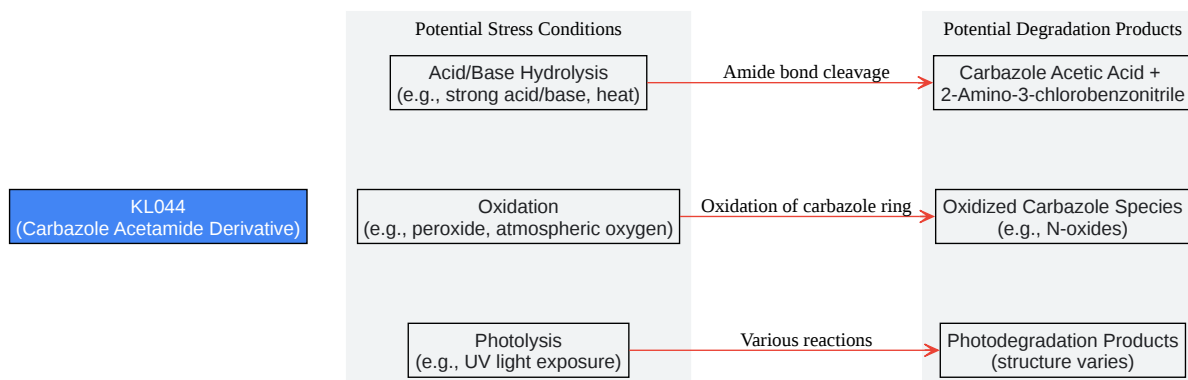 Potential Stress Conditions
Potential Degradation Products
Acid/Base Hydrolysis
(e.g., strong acid/base, heat)
Amide bond cleavage
Carbazole Acetic Acid +
2-Amino-3-chlorobenzonitrile
KL044
(Carbazole Acetamide Derivative)
Oxidation
(e.g., peroxide, atmospheric oxygen)
Oxidation of carbazole ring
Oxidized Carbazole Species
(e.g., N-oxides)
Photolysis
(e.g., UV light exposure)
Various reactions
Photodegradation Products
(structure varies)